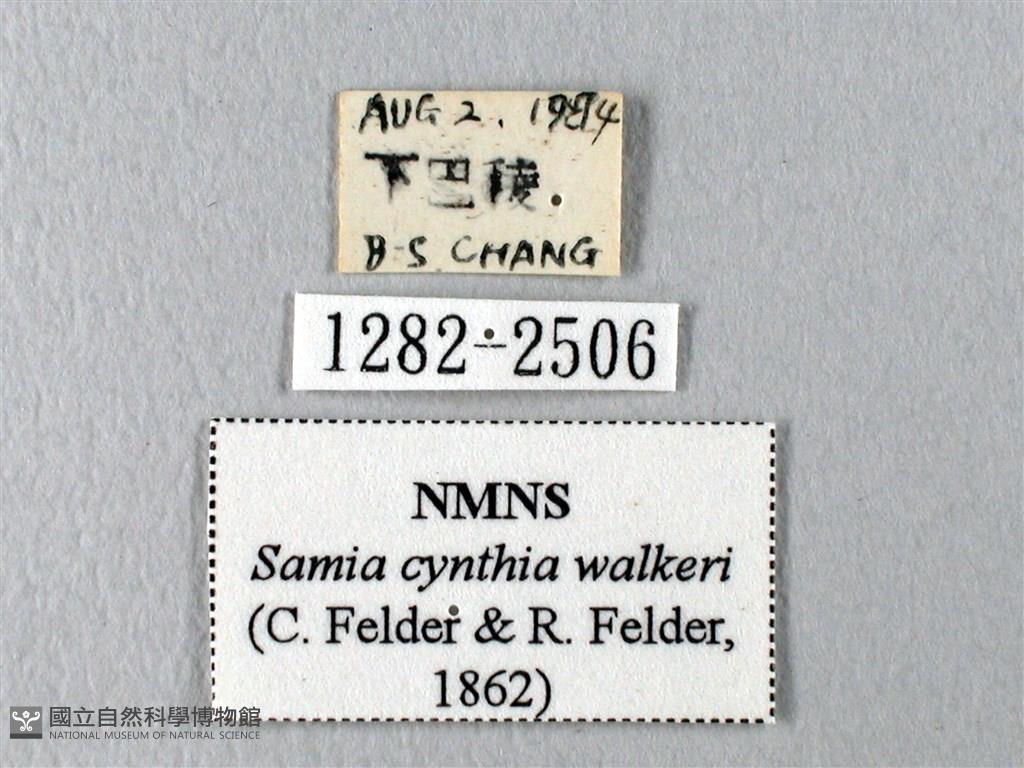 AUG 2. 1984
下巴稜.
B-S. CHANG
1282-2506
NMNS
Samia cynthia walkeri
(C. Felder & R. Felder,
1862)
國立自然科學博物館
NATIONAL MUSEUM OF NATURAL SCIENCE